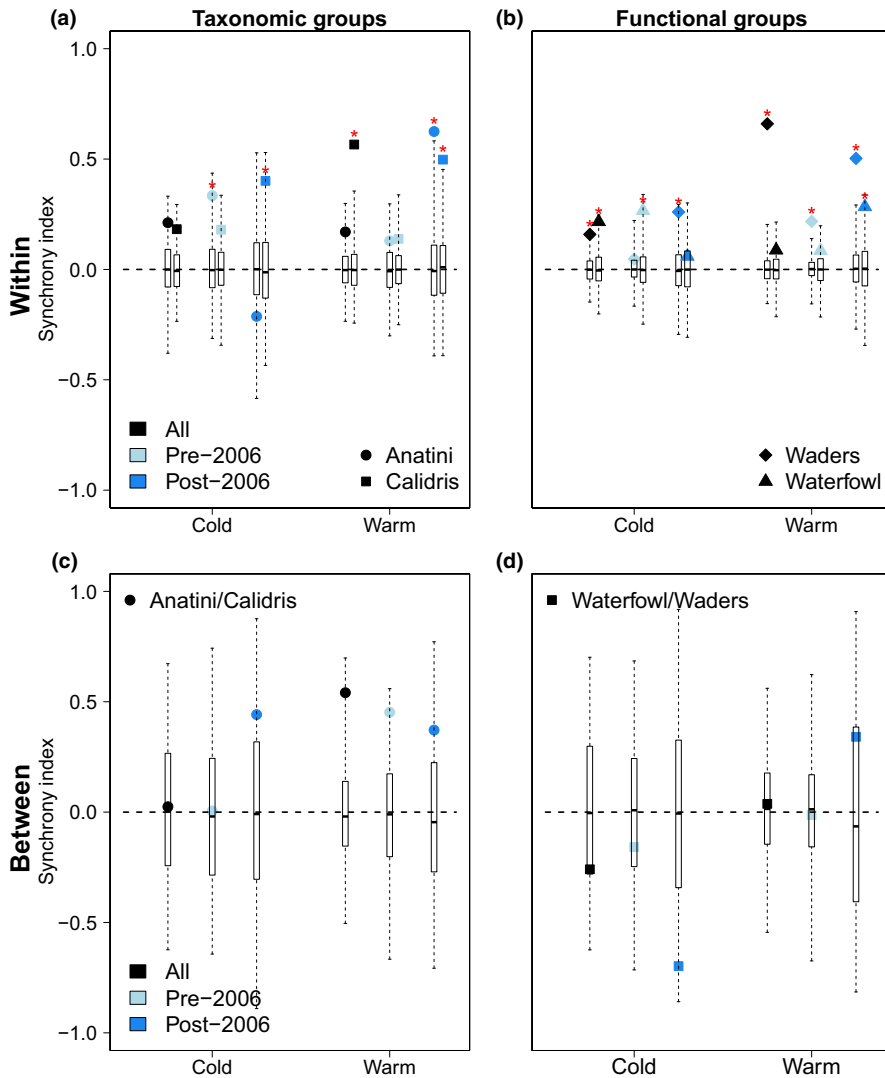 (a) Taxonomic groups
(b) Functional groups
Within
Synchrony index
1.0
0.5
0.0
−0.5
−1.0
* * * * *
* * * * * * *
All
Pre−2006
Post−2006
Anatini
Calidris
Waders
Waterfowl
Cold Warm
Cold Warm
(c)
(d)
Between
Synchrony index
1.0
0.5
0.0
−0.5
−1.0
Anatini/Calidris
Waterfowl/Waders
All
Pre−2006
Post−2006
Cold Warm
Cold Warm